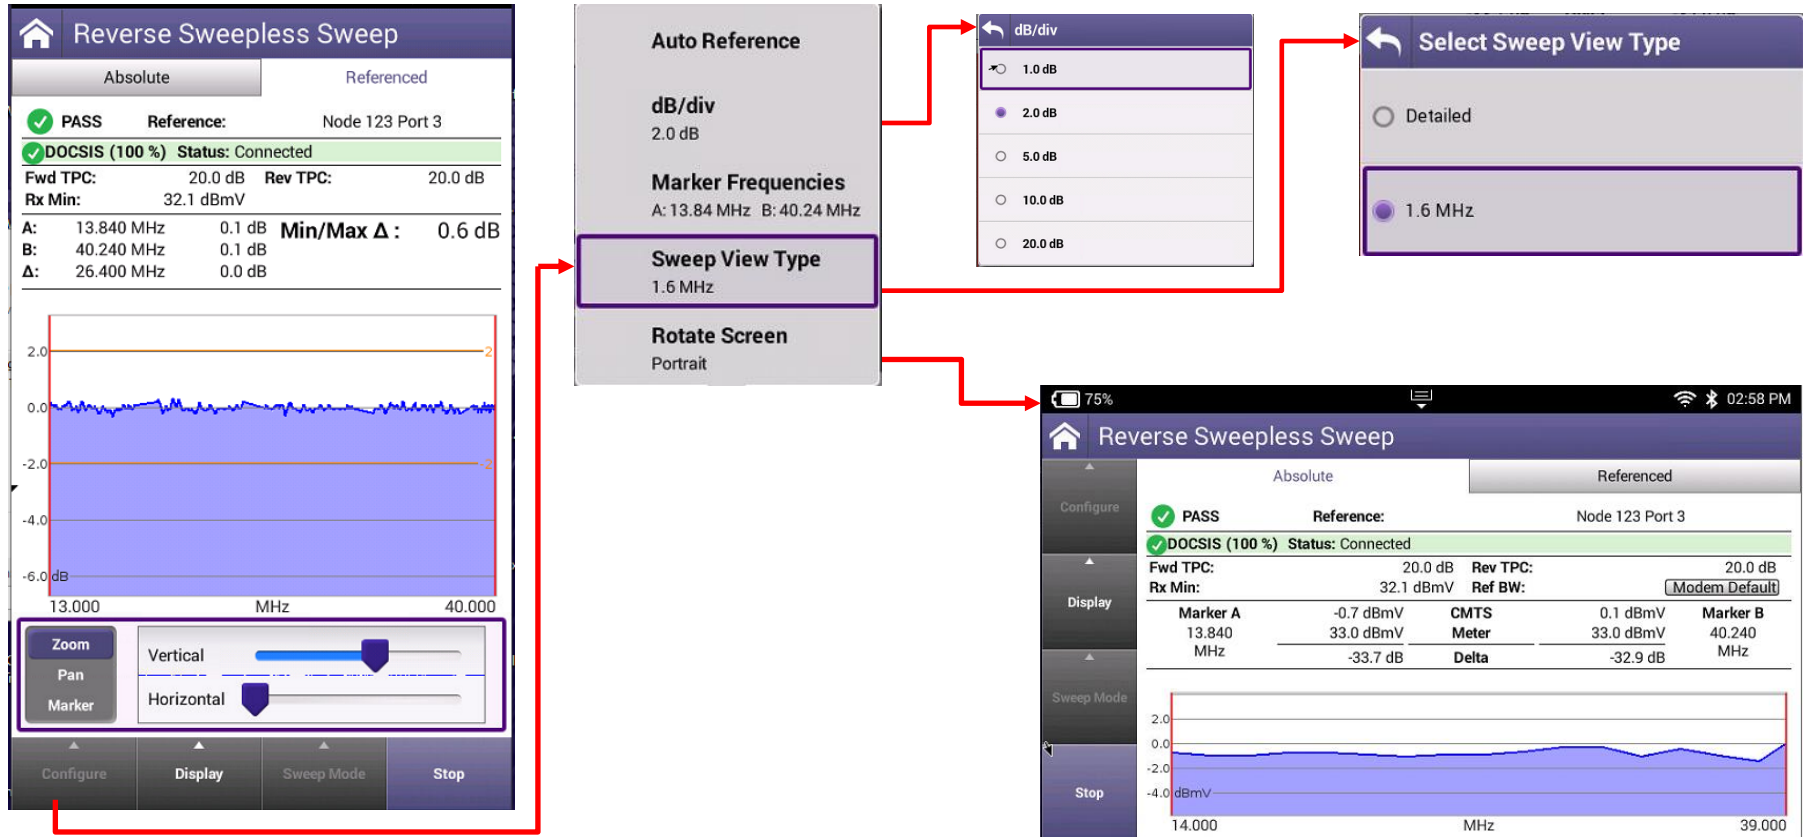 Reverse Sweepless Sweep
Absolute Referenced
PASS Reference: Node 123 Port 3
DOCSIS (100 %) Status: Connected
Fwd TPC: 20.0 dB Rev TPC: 20.0 dB
Rx Min: 32.1 dBmV
A: 13.840 MHz 0.1 dB Min/Max Δ : 0.6 dB
B: 40.240 MHz 0.1 dB
Δ: 26.400 MHz 0.0 dB
2.0 2
0.0
-2.0 -2
-4.0
-6.0 dB
13.000 MHz 40.000
Zoom
Pan
Marker
Vertical
Horizontal
Configure Display Sweep Mode Stop
Auto Reference
dB/div
2.0 dB
Marker Frequencies
A: 13.84 MHz B: 40.24 MHz
Sweep View Type
1.6 MHz
Rotate Screen
Portrait
dB/div
1.0 dB
2.0 dB
5.0 dB
10.0 dB
20.0 dB
Select Sweep View Type
Detailed
1.6 MHz
75% 02:58 PM
Reverse Sweepless Sweep
Configure
Display
Sweep Mode
Stop
Absolute Referenced
PASS Reference: Node 123 Port 3
DOCSIS (100 %) Status: Connected
Fwd TPC: 20.0 dB Rev TPC: 20.0 dB
Rx Min: 32.1 dBmV Ref BW: Modem Default
Marker A -0.7 dBmV CMTS 0.1 dBmV Marker B
13.840 33.0 dBmV Meter 33.0 dBmV 40.240
MHz -33.7 dB Delta -32.9 dB MHz
2.0
0.0
-2.0
-4.0 dBmV
14.000 MHz 39.000